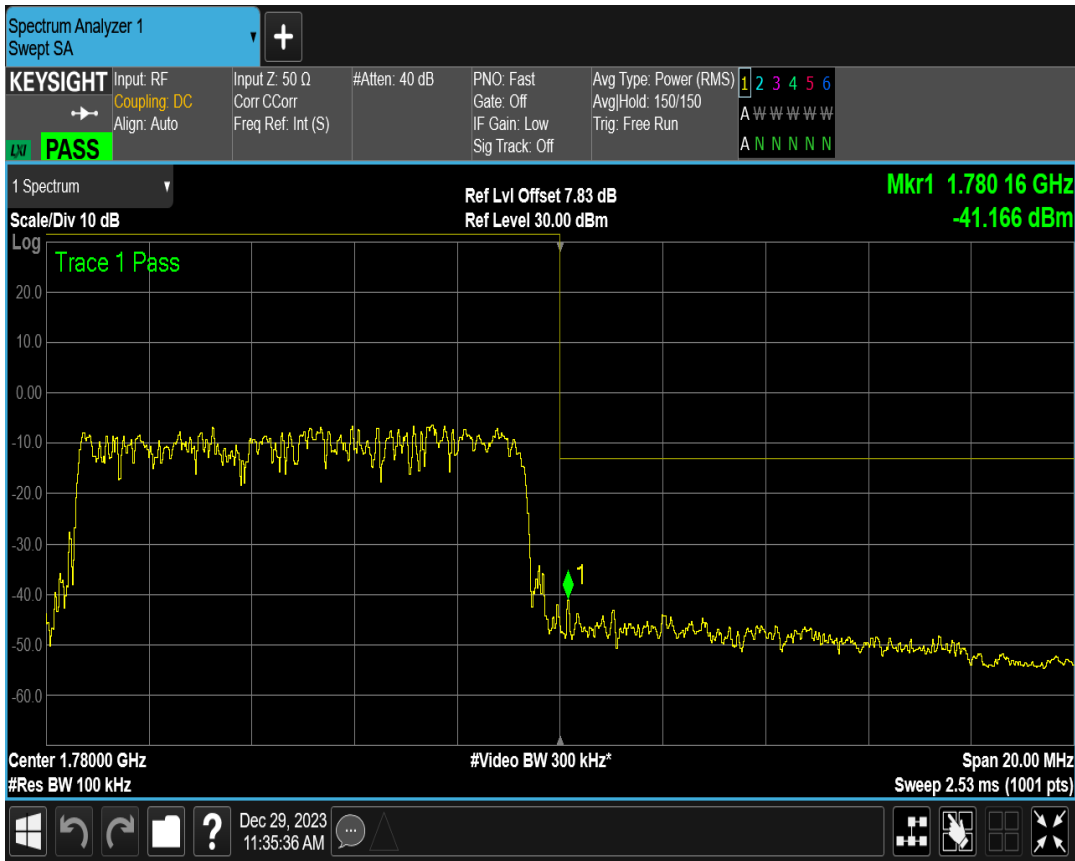 Spectrum Analyzer 1
Swept SA
+
KEYSIGHT
LXI PASS
Input: RF
Coupling: DC
Align: Auto
Input Z: 50 Ω
Corr CCorr
Freq Ref: Int (S)
#Atten: 40 dB
PNO: Fast
Gate: Off
IF Gain: Low
Sig Track: Off
Avg Type: Power (RMS)
Avg|Hold: 150/150
Trig: Free Run
1 2 3 4 5 6
A W W W W W
A N N N N N
1 Spectrum
Scale/Div 10 dB
Ref Lvl Offset 7.83 dB
Ref Level 30.00 dBm
Mkr1 1.780 16 GHz
-41.166 dBm
Log
Trace 1 Pass
20.0
10.0
0.00
-10.0
-20.0
-30.0
-40.0
-50.0
-60.0
1
Center 1.78000 GHz
#Res BW 100 kHz
#Video BW 300 kHz*
Span 20.00 MHz
Sweep 2.53 ms (1001 pts)
?
Dec 29, 2023
11:35:36 AM